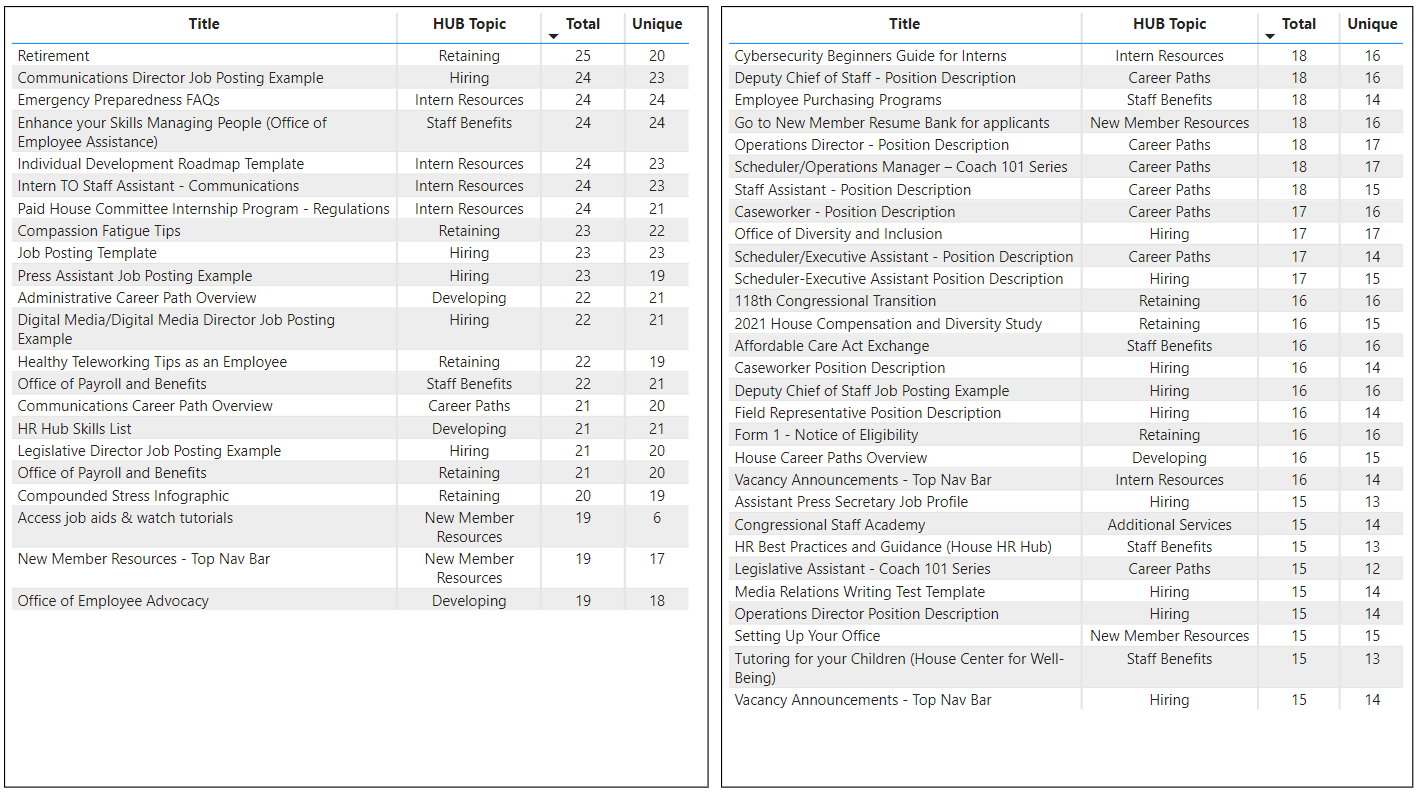 Title HUB Topic Total Unique
Retirement Retaining 25 20
Communications Director Job Posting Example Hiring 24 23
Emergency Preparedness FAQs Intern Resources 24 24
Enhance your Skills Managing People (Office of Staff Benefits 24 24
Employee Assistance)
Individual Development Roadmap Template Intern Resources 24 23
Intern TO Staff Assistant - Communications Intern Resources 24 23
Paid House Committee Internship Program - Regulations Intern Resources 24 21
Compassion Fatigue Tips Retaining 23 22
Job Posting Template Hiring 23 23
Press Assistant Job Posting Example Hiring 23 19
Administrative Career Path Overview Developing 22 21
Digital Media/Digital Media Director Job Posting Hiring 22 21
Example
Healthy Teleworking Tips as an Employee Retaining 22 19
Office of Payroll and Benefits Staff Benefits 22 21
Communications Career Path Overview Career Paths 21 20
HR Hub Skills List Developing 21 21
Legislative Director Job Posting Example Hiring 21 20
Office of Payroll and Benefits Retaining 21 20
Compounded Stress Infographic Retaining 20 19
Access job aids & watch tutorials New Member 19 6
Resources
New Member Resources - Top Nav Bar New Member 19 17
Resources
Office of Employee Advocacy Developing 19 18
Title HUB Topic Total Unique
Cybersecurity Beginners Guide for Interns Intern Resources 18 16
Deputy Chief of Staff - Position Description Career Paths 18 16
Employee Purchasing Programs Staff Benefits 18 14
Go to New Member Resume Bank for applicants New Member Resources 18 16
Operations Director - Position Description Career Paths 18 17
Scheduler/Operations Manager – Coach 101 Series Career Paths 18 17
Staff Assistant - Position Description Career Paths 18 15
Caseworker - Position Description Career Paths 17 16
Office of Diversity and Inclusion Hiring 17 17
Scheduler/Executive Assistant - Position Description Career Paths 17 14
Scheduler-Executive Assistant Position Description Hiring 17 15
118th Congressional Transition Retaining 16 16
2021 House Compensation and Diversity Study Retaining 16 15
Affordable Care Act Exchange Staff Benefits 16 16
Caseworker Position Description Hiring 16 14
Deputy Chief of Staff Job Posting Example Hiring 16 16
Field Representative Position Description Hiring 16 14
Form 1 - Notice of Eligibility Retaining 16 16
House Career Paths Overview Developing 16 15
Vacancy Announcements - Top Nav Bar Intern Resources 16 14
Assistant Press Secretary Job Profile Hiring 15 13
Congressional Staff Academy Additional Services 15 14
HR Best Practices and Guidance (House HR Hub) Staff Benefits 15 13
Legislative Assistant - Coach 101 Series Career Paths 15 12
Media Relations Writing Test Template Hiring 15 14
Operations Director Position Description Hiring 15 14
Setting Up Your Office New Member Resources 15 15
Tutoring for your Children (House Center for Well- Staff Benefits 15 13
Being)
Vacancy Announcements - Top Nav Bar Hiring 15 14